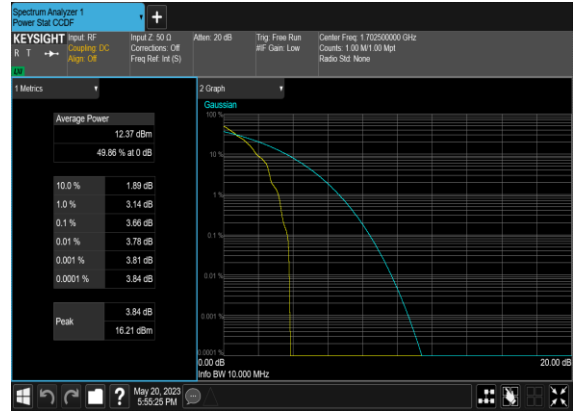 Spectrum Analyzer 1
Power Stat CCDF
KEYSIGHT
R T
LXI
Input: RF
Coupling: DC
Align: Off
Input Z: 50 Ω
Corrections: Off
Freq Ref: Int (S)
Atten: 20 dB
Trig: Free Run
#IF Gain: Low
Center Freq: 1.702500000 GHz
Counts: 1.00 M/1.00 Mpt
Radio Std: None
1 Metrics
Average Power
12.37 dBm
49.86 % at 0 dB
10.0 % 1.89 dB
1.0 % 3.14 dB
0.1 % 3.66 dB
0.01 % 3.78 dB
0.001 % 3.81 dB
0.0001 % 3.84 dB
Peak
3.84 dB
16.21 dBm
2 Graph
Gaussian
100 %
10 %
1 %
0.1 %
0.01 %
0.001 %
0.0001 %
0.00 dB 20.00 dB
Info BW 10.000 MHz
?
May 20, 2023
5:55:25 PM